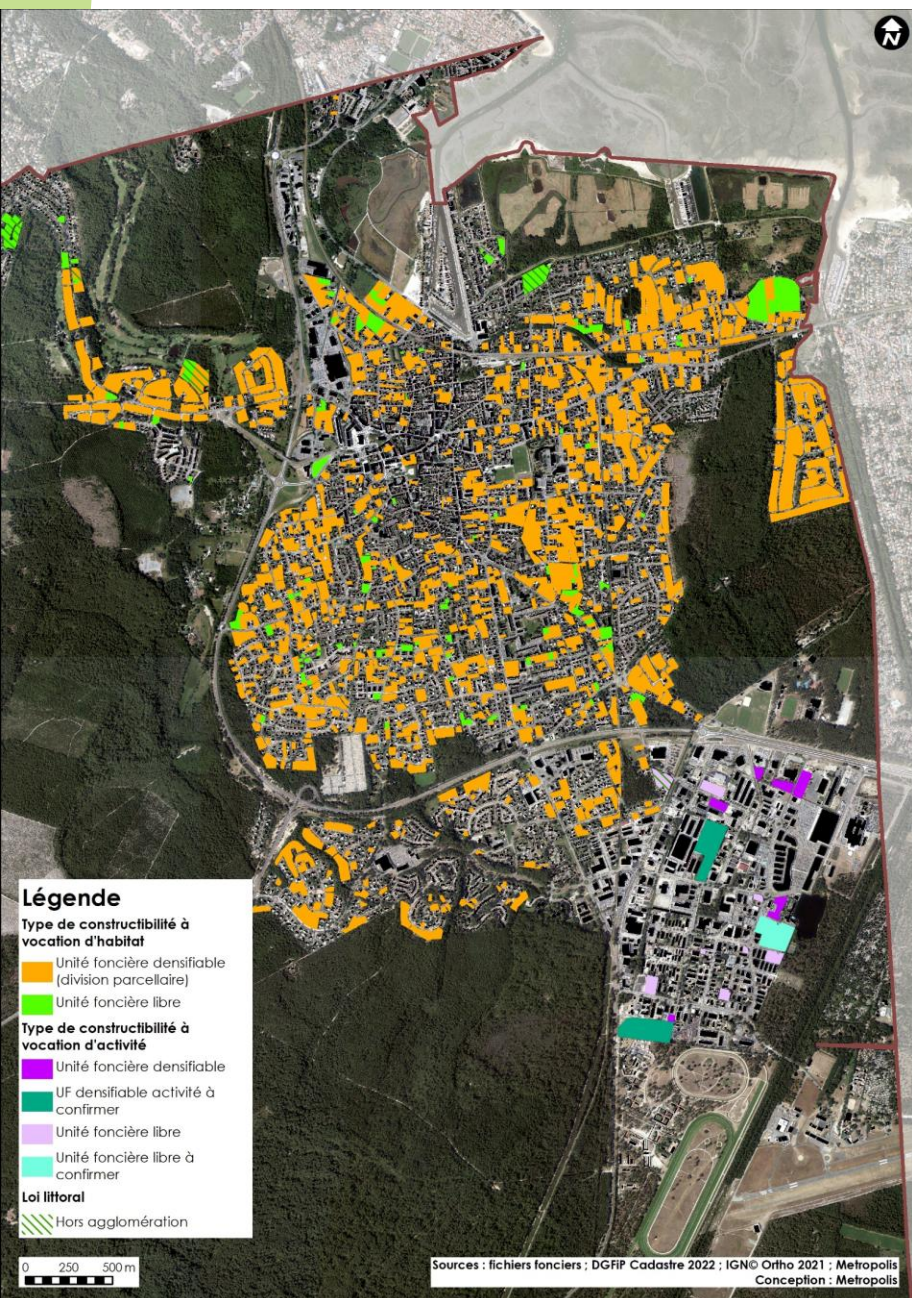 N
Légende
Type de constructibilité à
vocation d'habitat
Unité foncière densifiable
(division parcellaire)
Unité foncière libre
Type de constructibilité à
vocation d'activité
Unité foncière densifiable
UF densifiable activité à
confirmer
Unité foncière libre
Unité foncière libre à
confirmer
Loi littoral
Hors agglomération
0 250 500 m
Sources : fichiers fonciers ; DGFiP Cadastre 2022 ; IGN© Ortho 2021 ; Metropolis
Conception : Metropolis